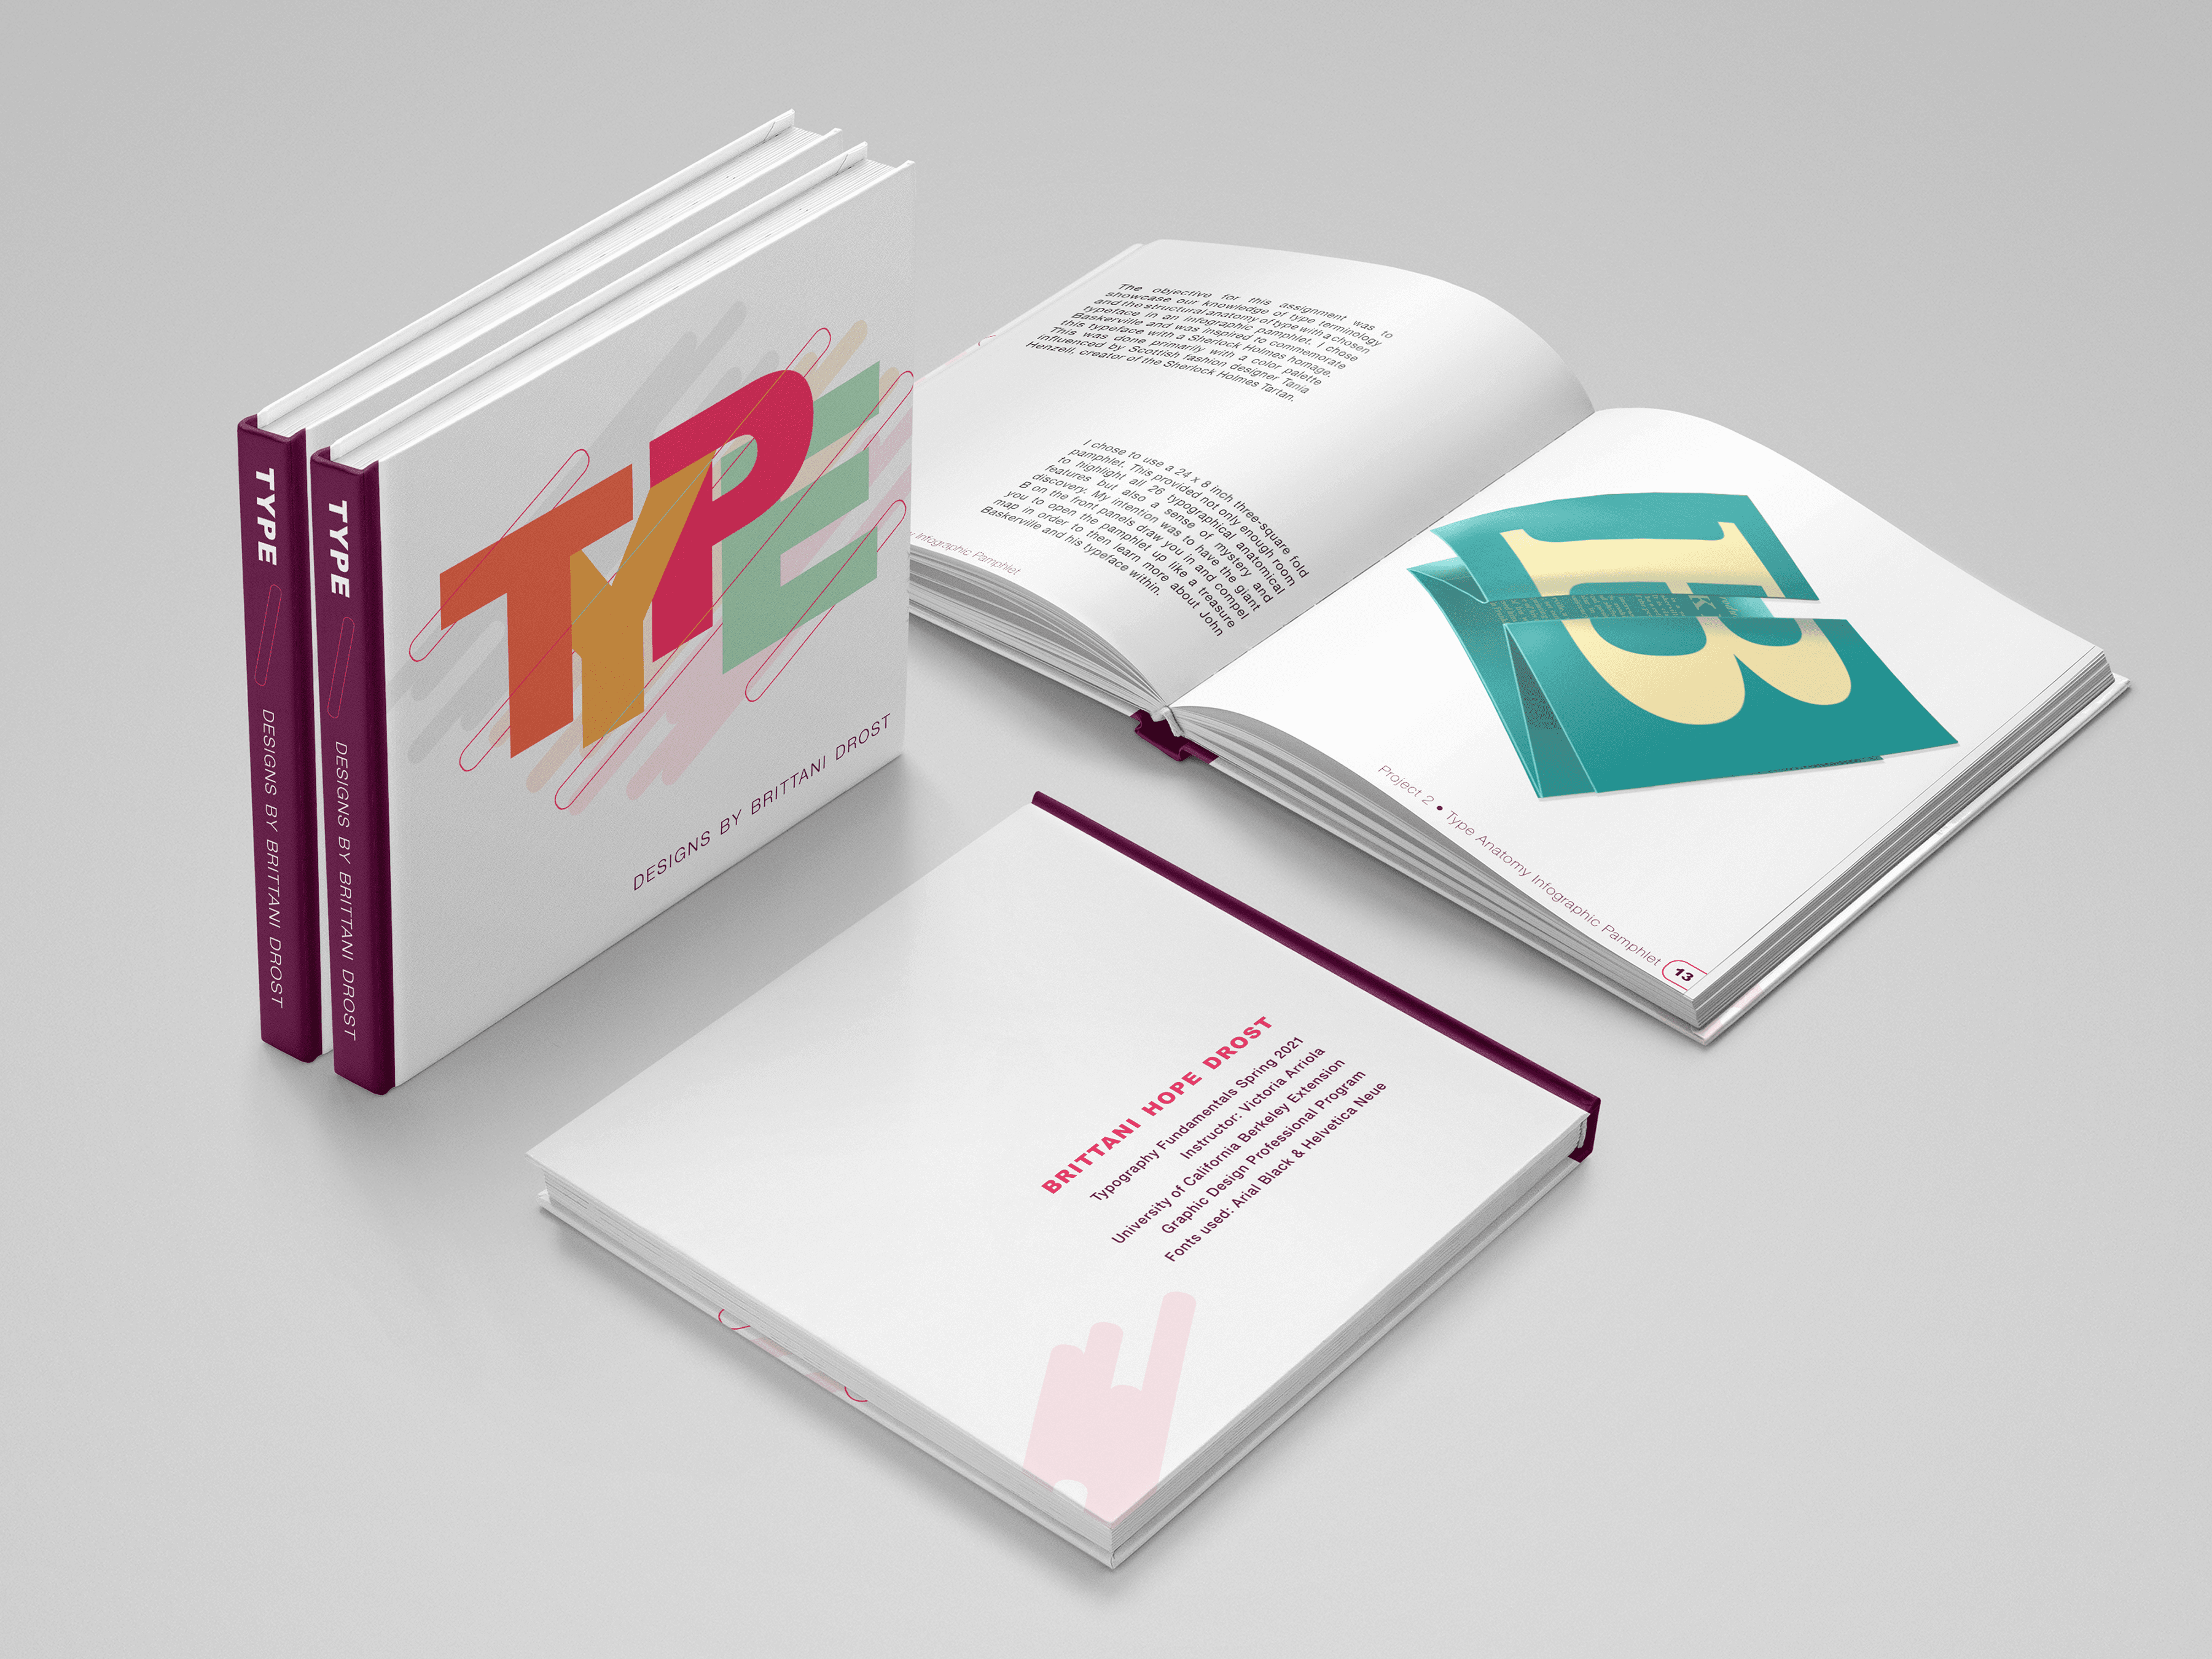 TYPE
DESIGNS BY BRITTANI DROST
TYPE
DESIGNS BY BRITTANI DROST
TYPE
DESIGNS BY BRITTANI DROST
The objective for this assignment was to
showcase our knowledge of type terminology
and the structural anatomy of type with a chosen
typeface in an infographic pamphlet. I chose
Baskerville and was inspired to commemorate
this typeface with a Sherlock Holmes homage.
This was done primarily with a color palette
influenced by Scottish fashion designer Tania
Henzell, creator of the Sherlock Holmes Tartan.
I chose to use a 24 x 8 inch three-square fold
pamphlet. This provided not only enough room
to highlight all 26 typographical anatomical
features but also a sense of mystery and
discovery. My intention was to have the giant
B on the front panels draw you in and compel
you to open the pamphlet up like a treasure
map in order to then learn more about John
Baskerville and his typeface within.
Infographic Pamphlet
B
Project 2 • Type Anatomy Infographic Pamphlet 13
BRITTANI HOPE DROST
Typography Fundamentals Spring 2021
Instructor: Victoria Arriola
University of California Berkeley Extension
Graphic Design Professional Program
Fonts used: Arial Black & Helvetica Neue